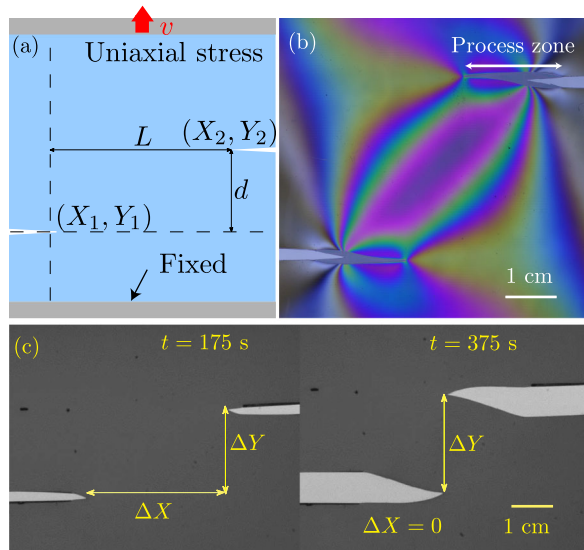 (a)
v
Uniaxial stress
L
(X₂, Y₂)
d
(X₁, Y₁)
Fixed
(b)
Process zone
1 cm
(c)
t = 175 s
ΔY
ΔX
t = 375 s
ΔY
ΔX = 0
1 cm